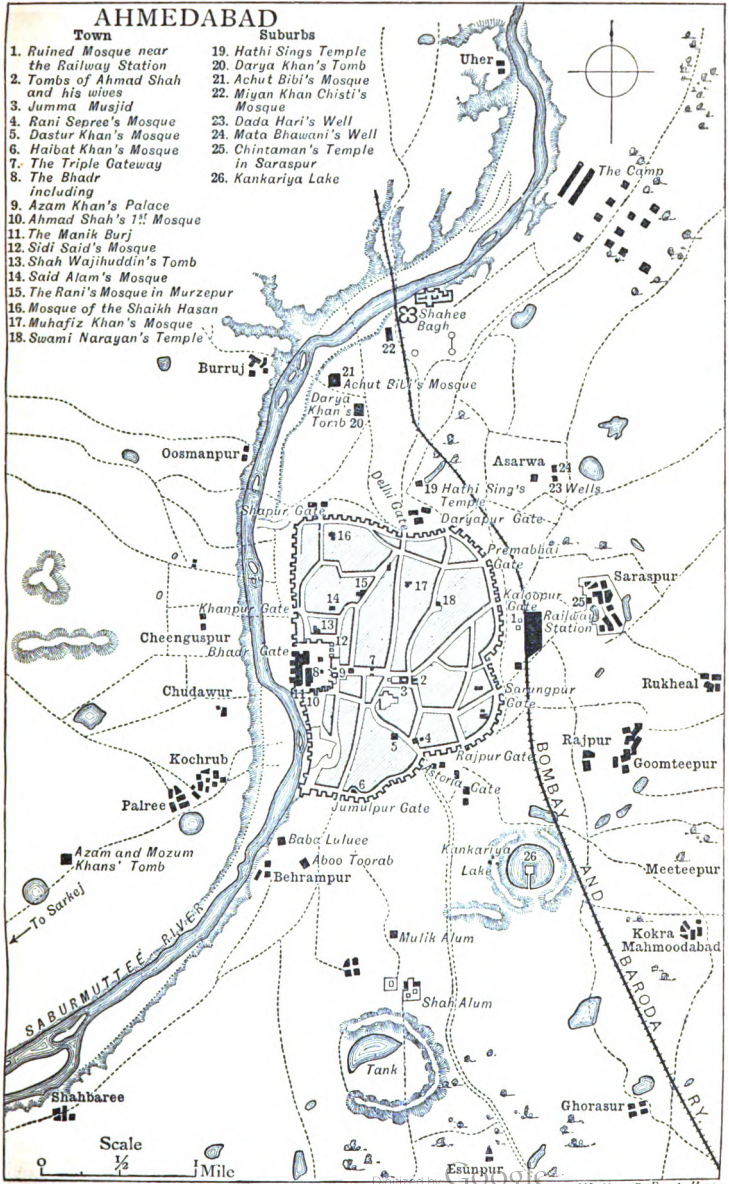 AHMEDABAD
Town
1. Ruined Mosque near
the Railway Station
2. Tombs of Ahmad Shah
and his wives
3. Jumma Musjid
4. Rani Sepree's Mosque
5. Dastur Khan's Mosque
6. Haibat Khan's Mosque
7. The Triple Gateway
8. The Bhadr
including
9. Azam Khan's Palace
10. Ahmad Shah's 1st Mosque
11. The Manik Burj
12. Sidi Said's Mosque
13. Shah Wajihuddin's Tomb
14. Said Alam's Mosque
15. The Rani's Mosque in Murzepur
16. Mosque of the Shaikh Hasan
17. Muhafiz Khan's Mosque
18. Swami Narayan's Temple
Suburbs
19. Hathi Sings Temple
20. Darya Khan's Tomb
21. Achut Bibi's Mosque
22. Miyan Khan Chisti's
Mosque
23. Dada Hari's Well
24. Mata Bhawani's Well
25. Chintaman's Temple
in Saraspur
26. Kankariya Lake
Uher
The Camp
Shahee
Bagh
22
Burruj
21
Achut Bibi's Mosque
Darya
Khan's
Tomb 20
Oosmanpur
Asarwa
24
23 Wells
19 Hathi Sing's
Temple
Delhi Gate
Shapur Gate
Daryapur Gate
16
Premabhai
Gate
Saraspur
15
17
14
18
Kaloopur
Gate
25
Khanpur Gate
1
Railway
Station
13
Cheenguspur
12
Bhadr Gate
8
9
7
2
3
11
10
Sarungpur
Gate
Rukheal
Chudawur
5
4
Rajpur
Rajpur Gate
Goomteepur
Kochrub
Astoria Gate
6
Palree
Jumulpur Gate
Baba Luluee
Kankariya
Lake
26
Azam and Mozum
Khans' Tomb
Aboo Toorab
Behrampur
Meeteepur
To Sarkej
Kokra
Mahmoodabad
Mulik Alum
SABURMUTTEE RIVER
BOMBAY AND BARODA RY
Shah Alum
Tank
Shahbaree
Ghorasur
Esunpur
Scale
0 1/2 1 Mile
Digitized by Google